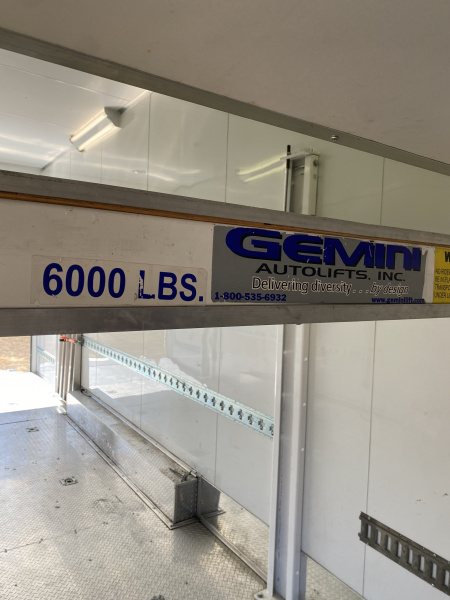 6000 LBS.
GEMINI
AUTOLIFTS, INC.
Delivering diversity. . .by design
1-800-535-6932
www.geminilift.com